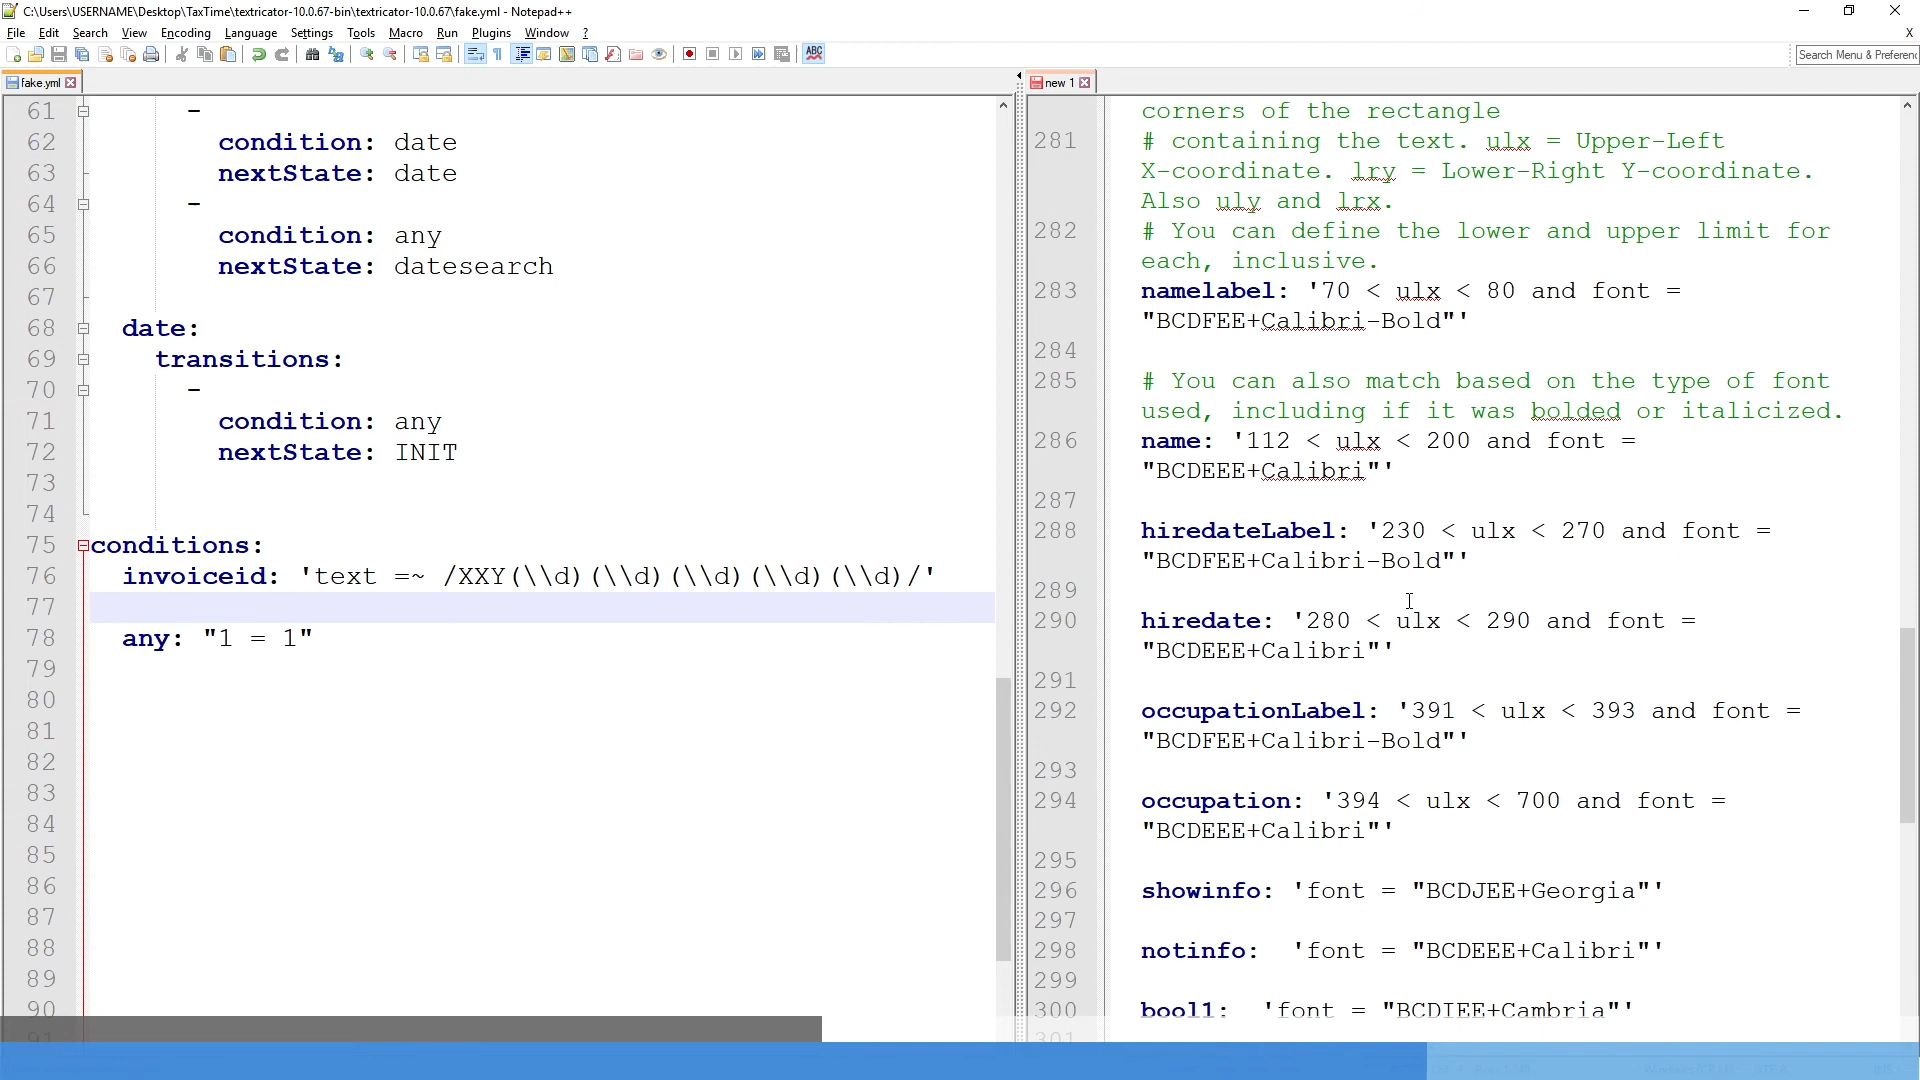 C:\Users\USERNAME\Desktop\TaxTime\textricator-10.0.67-bin\textricator-10.0.67\fake.yml - Notepad++
File Edit Search View Encoding Language Settings Tools Macro Run Plugins Window ?
X
ABC
Search Menu & Preferenc
fake.yml
61 -
62 condition: date
63 nextState: date
64 -
65 condition: any
66 nextState: datesearch
67
68 date:
69 transitions:
70 -
71 condition: any
72 nextState: INIT
73
74
75 conditions:
76 invoiceid: 'text =~ /XXY(\\d)(\\d)(\\d)(\\d)(\\d)/'
77
78 any: "1 = 1"
79
80
81
82
83
84
85
86
87
88
89
90
91
new 1
corners of the rectangle
281 # containing the text. ulx = Upper-Left
X-coordinate. lry = Lower-Right Y-coordinate.
Also uly and lrx.
282 # You can define the lower and upper limit for
each, inclusive.
283 namelabel: '70 < ulx < 80 and font =
"BCDFEE+Calibri-Bold"'
284
285 # You can also match based on the type of font
used, including if it was bolded or italicized.
286 name: '112 < ulx < 200 and font =
"BCDEEE+Calibri"'
287
288 hiredateLabel: '230 < ulx < 270 and font =
"BCDFEE+Calibri-Bold"'
289
290 hiredate: '280 < ulx < 290 and font =
"BCDEEE+Calibri"'
291
292 occupationLabel: '391 < ulx < 393 and font =
"BCDFEE+Calibri-Bold"'
293
294 occupation: '394 < ulx < 700 and font =
"BCDEEE+Calibri"'
295
296 showinfo: 'font = "BCDJEE+Georgia"'
297
298 notinfo: 'font = "BCDEEE+Calibri"'
299
300 bool1: 'font = "BCDIEE+Cambria"'
301